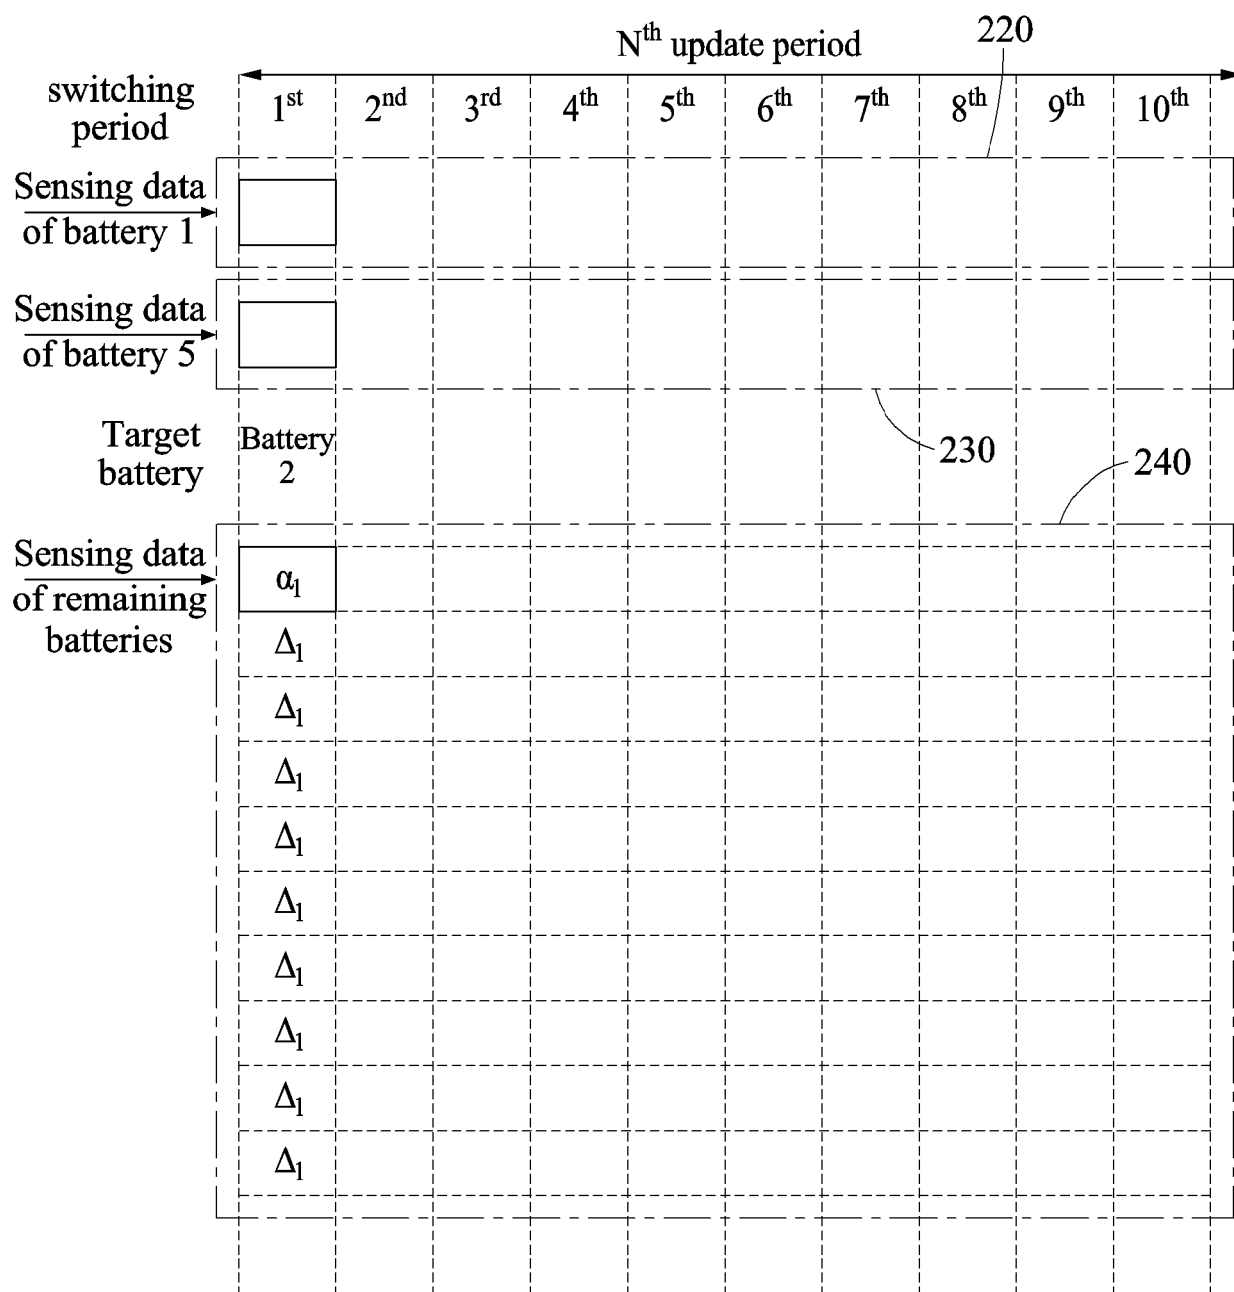 Nth update period
220
switching
period
1st 2nd 3rd 4th 5th 6th 7th 8th 9th 10th
Sensing data
of battery 1
Sensing data
of battery 5
230
Target
battery
Battery
2
240
Sensing data
of remaining
batteries
α1
Δ1
Δ1
Δ1
Δ1
Δ1
Δ1
Δ1
Δ1
Δ1